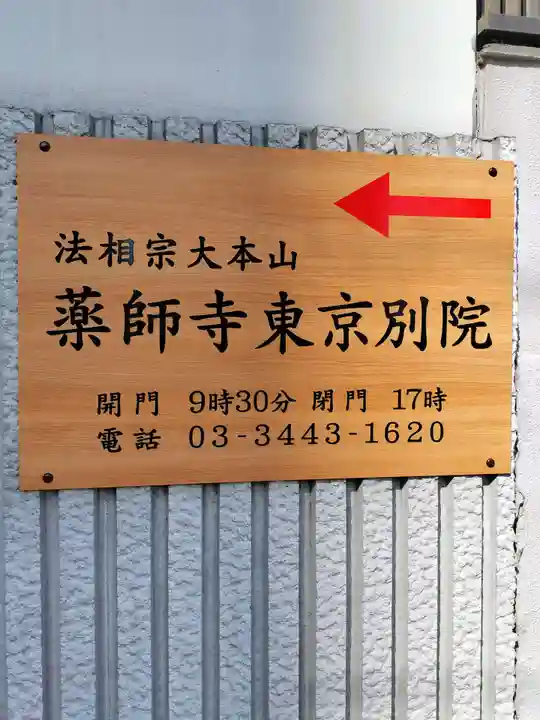 法相宗大本山
薬師寺東京別院
開門 9時30分 閉門 17時
電話 03-3443-1620